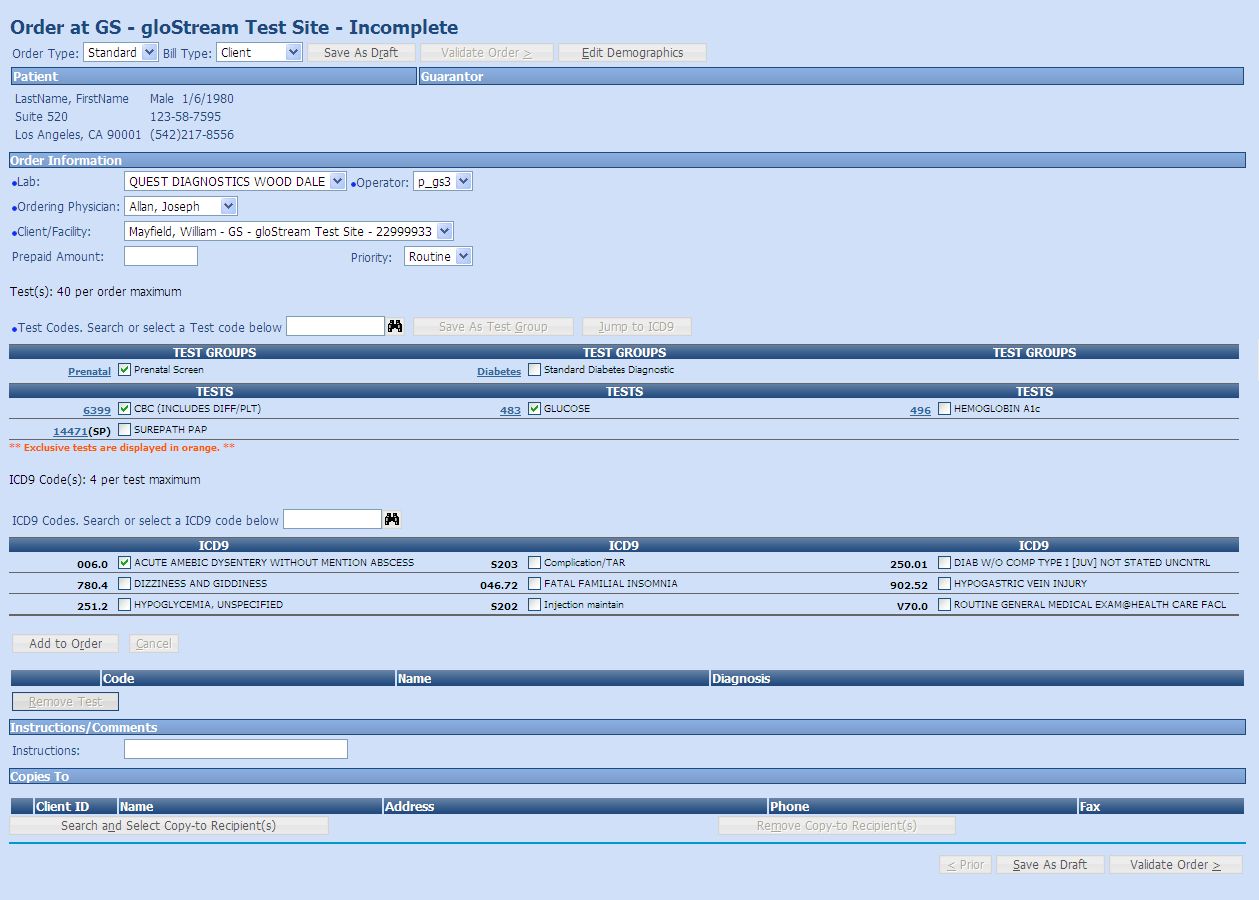 Order at GS - gloStream Test Site - Incomplete
Order Type: Standard Bill Type: Client Save As Draft Validate Order > Edit Demographics
Patient Guarantor
LastName, FirstName Male 1/6/1980
Suite 520 123-58-7595
Los Angeles, CA 90001 (542)217-8556
Order Information
•Lab: QUEST DIAGNOSTICS WOOD DALE •Operator: p_gs3
•Ordering Physician: Allan, Joseph
•Client/Facility: Mayfield, William - GS - gloStream Test Site - 22999933
Prepaid Amount: Priority: Routine
Test(s): 40 per order maximum
•Test Codes. Search or select a Test code below Save As Test Group Jump to ICD9
TEST GROUPS TEST GROUPS TEST GROUPS
Prenatal Prenatal Screen Diabetes Standard Diabetes Diagnostic
TESTS TESTS TESTS
6399 CBC (INCLUDES DIFF/PLT) 483 GLUCOSE 496 HEMOGLOBIN A1c
14471(SP) SUREPATH PAP
** Exclusive tests are displayed in orange. **
ICD9 Code(s): 4 per test maximum
ICD9 Codes. Search or select a ICD9 code below
ICD9 ICD9 ICD9
006.0 ACUTE AMEBIC DYSENTERY WITHOUT MENTION ABSCESS S203 Complication/TAR 250.01 DIAB W/O COMP TYPE I [JUV] NOT STATED UNCNTRL
780.4 DIZZINESS AND GIDDINESS 046.72 FATAL FAMILIAL INSOMNIA 902.52 HYPOGASTRIC VEIN INJURY
251.2 HYPOGLYCEMIA, UNSPECIFIED S202 Injection maintain V70.0 ROUTINE GENERAL MEDICAL EXAM@HEALTH CARE FACL
Add to Order Cancel
Code Name Diagnosis
Remove Test
Instructions/Comments
Instructions:
Copies To
Client ID Name Address Phone Fax
Search and Select Copy-to Recipient(s) Remove Copy-to Recipient(s)
< Prior Save As Draft Validate Order >